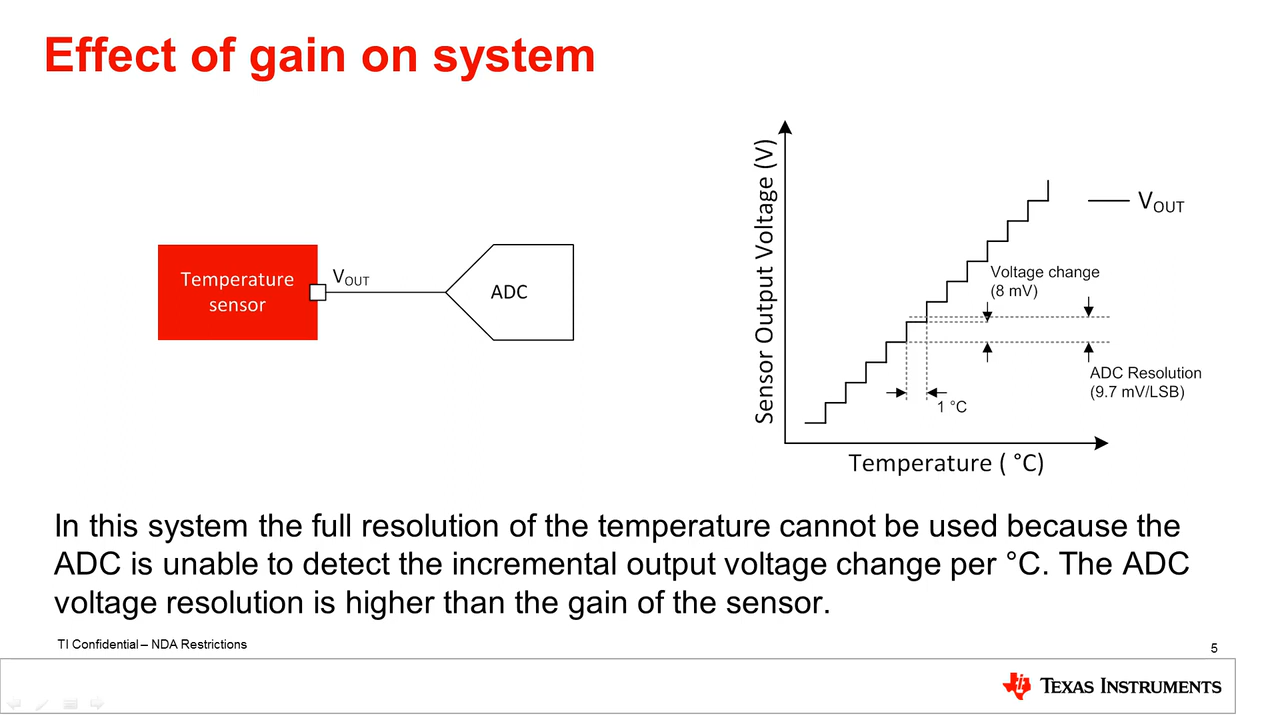 Effect of gain on system
Temperature
sensor
VOUT
ADC
Sensor Output Voltage (V)
VOUT
Voltage change
(8 mV)
ADC Resolution
(9.7 mV/LSB)
1 °C
Temperature ( °C)
In this system the full resolution of the temperature cannot be used because the
ADC is unable to detect the incremental output voltage change per °C. The ADC
voltage resolution is higher than the gain of the sensor.
TI Confidential – NDA Restrictions
5
TEXAS INSTRUMENTS